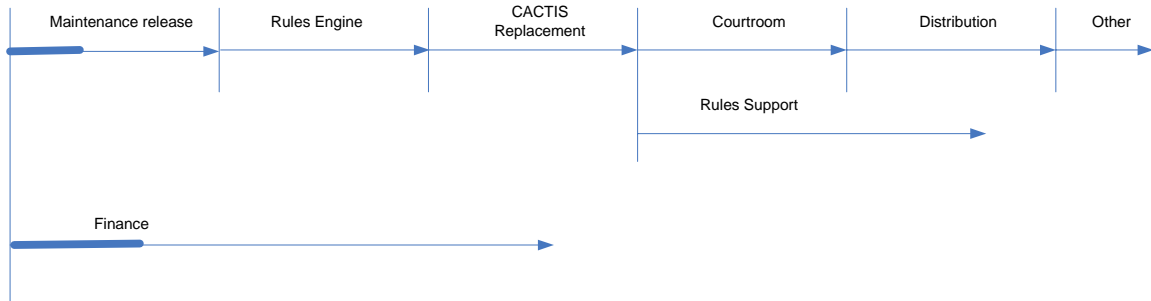 Maintenance release
Rules Engine
CACTIS
Replacement
Courtroom
Distribution
Other
Rules Support
Finance